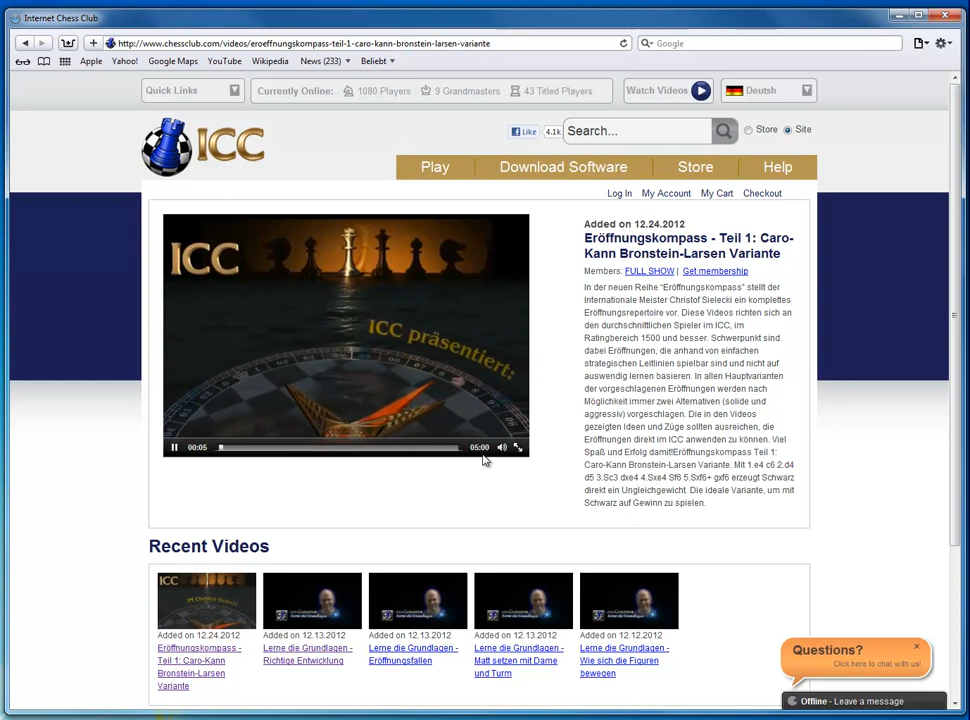 Internet Chess Club
http://www.chessclub.com/videos/eroeffnungskompass-teil-1-caro-kann-bronstein-larsen-variante
Google
Apple Yahoo! Google Maps YouTube Wikipedia News (233) Beliebt
Quick Links
Currently Online: 1080 Players 9 Grandmasters 43 Titled Players
Watch Videos
Deutsh
ICC
Like 4.1k
Search...
Store Site
Play Download Software Store Help
Log In My Account My Cart Checkout
ICC
ICC präsentiert:
00:05 05:00
Added on 12.24.2012
Eröffnungskompass - Teil 1: Caro-
Kann Bronstein-Larsen Variante
Members: FULL SHOW | Get membership
In der neuen Reihe "Eröffnungskompass" stellt der
Internationale Meister Christof Sielecki ein komplettes
Eröffnungsrepertoire vor. Diese Videos richten sich an
den durchschnittlichen Spieler im ICC, im
Ratingbereich 1500 und besser. Schwerpunkt sind
dabei Eröffnungen, die anhand von einfachen
strategischen Leitlinien spielbar sind und nicht auf
auswendig lernen basieren. In allen Hauptvarianten
der vorgeschlagenen Eröffnungen werden nach
Möglichkeit immer zwei Alternativen (solide und
aggressiv) vorgeschlagen. Die in den Videos
gezeigten Ideen und Züge sollten ausreichen, die
Eröffnungen direkt im ICC anwenden zu können. Viel
Spaß und Erfolg damit!Eröffnungskompass Teil 1:
Caro-Kann Bronstein-Larsen Variante. Mit 1.e4 c6 2.d4
d5 3.Sc3 dxe4 4.Sxe4 Sf6 5.Sxf6+ gxf6 erzeugt Schwarz
direkt ein Ungleichgewicht. Die ideale Variante, um mit
Schwarz auf Gewinn zu spielen.
Recent Videos
ICC
IM Christof Sielecki
Added on 12.24.2012
Eröffnungskompass -
Teil 1: Caro-Kann
Bronstein-Larsen
Variante
Added on 12.13.2012
Lerne die Grundlagen -
Richtige Entwicklung
Added on 12.13.2012
Lerne die Grundlagen -
Eröffnungsfallen
Added on 12.13.2012
Lerne die Grundlagen -
Matt setzen mit Dame
und Turm
Added on 12.12.2012
Lerne die Grundlagen -
Wie sich die Figuren
bewegen
Questions?
Click here to chat with us!
Offline - Leave a message